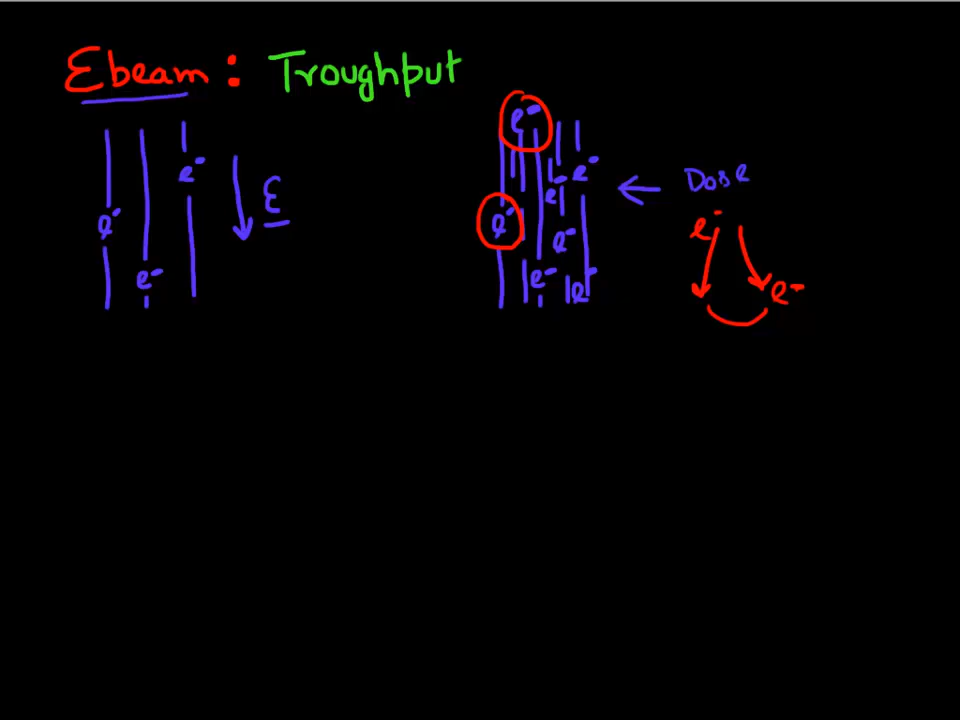 Ebeam : Troughput
e⁻ e⁻ e⁻ ε
e⁻ e⁻ e⁻ e⁻ e⁻ e⁻ e⁻ Dose
e⁻ e⁻